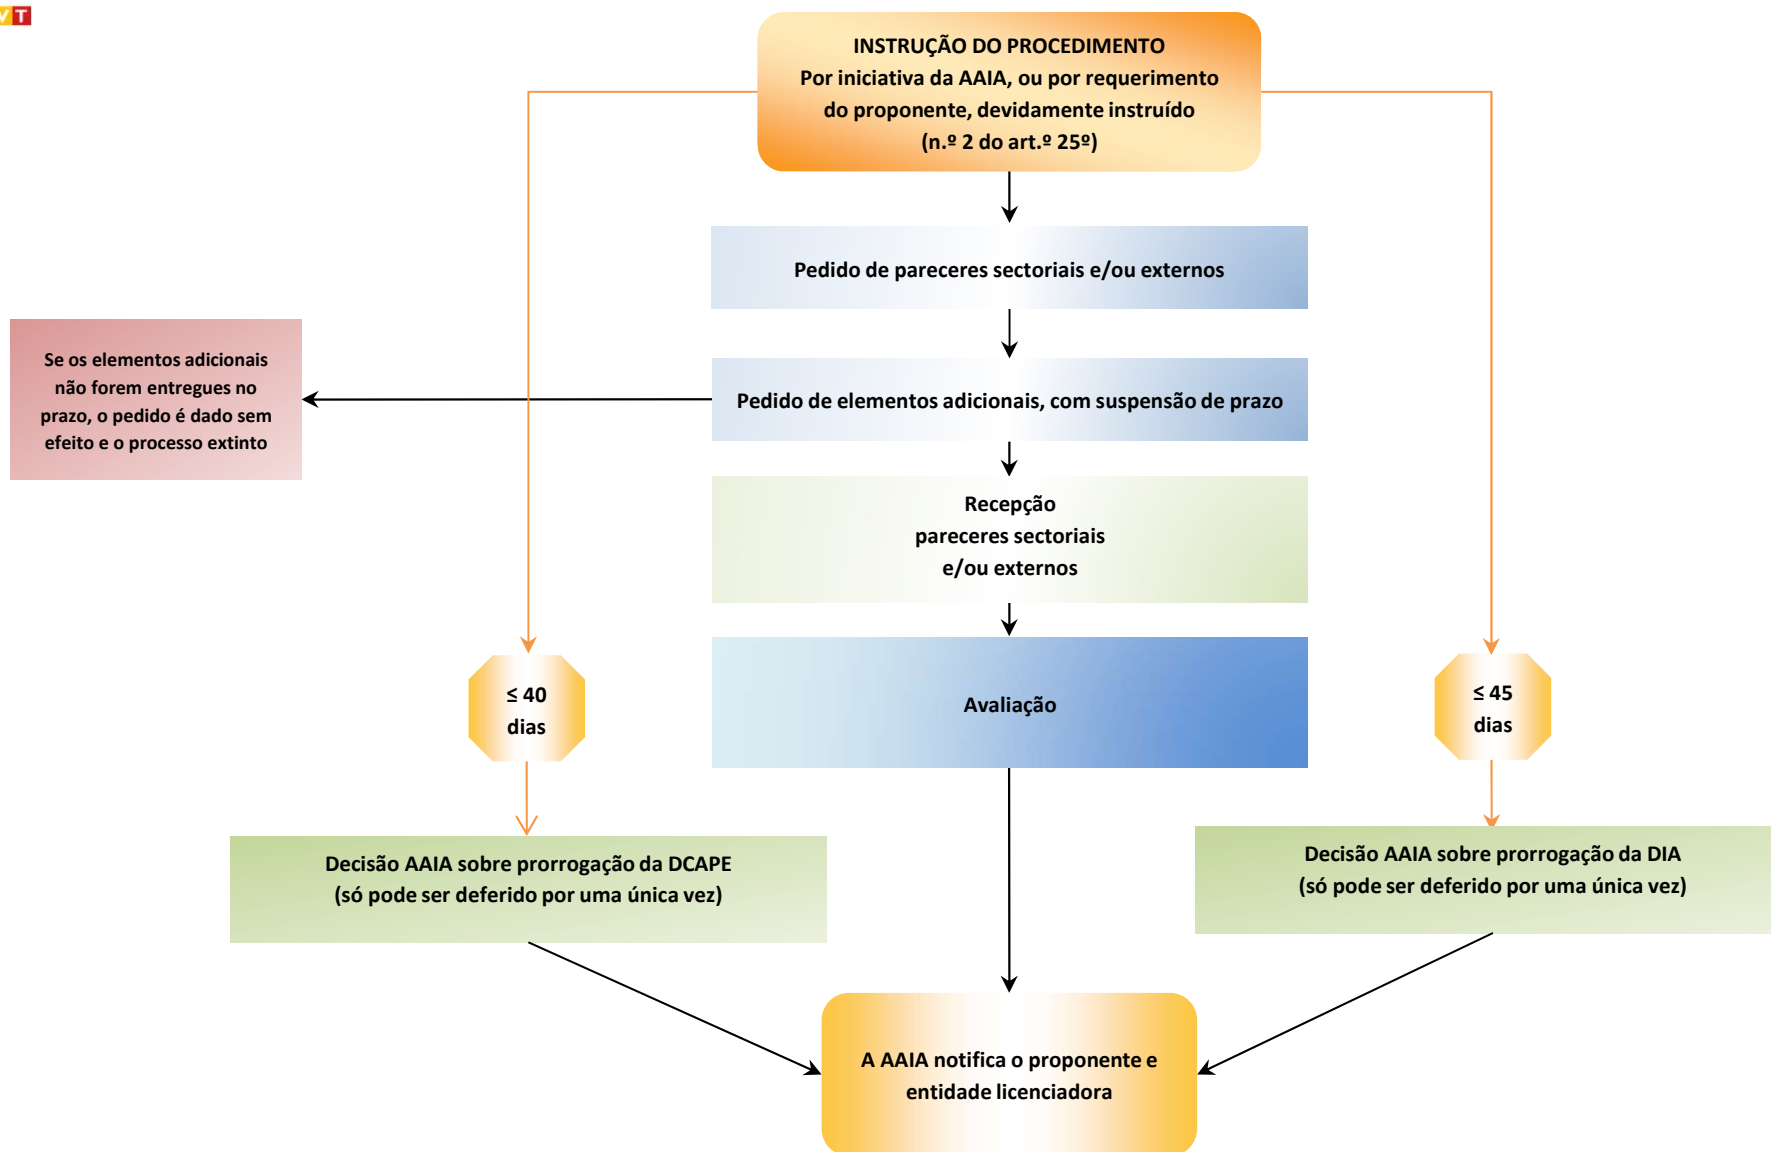 VT
INSTRUÇÃO DO PROCEDIMENTO
Por iniciativa da AAIA, ou por requerimento
do proponente, devidamente instruído
(n.º 2 do art.º 25º)
Pedido de pareceres sectoriais e/ou externos
Se os elementos adicionais
não forem entregues no
prazo, o pedido é dado sem
efeito e o processo extinto
Pedido de elementos adicionais, com suspensão de prazo
Recepção
pareceres sectoriais
e/ou externos
≤ 40
dias
Avaliação
≤ 45
dias
Decisão AAIA sobre prorrogação da DCAPE
(só pode ser deferido por uma única vez)
Decisão AAIA sobre prorrogação da DIA
(só pode ser deferido por uma única vez)
A AAIA notifica o proponente e
entidade licenciadora